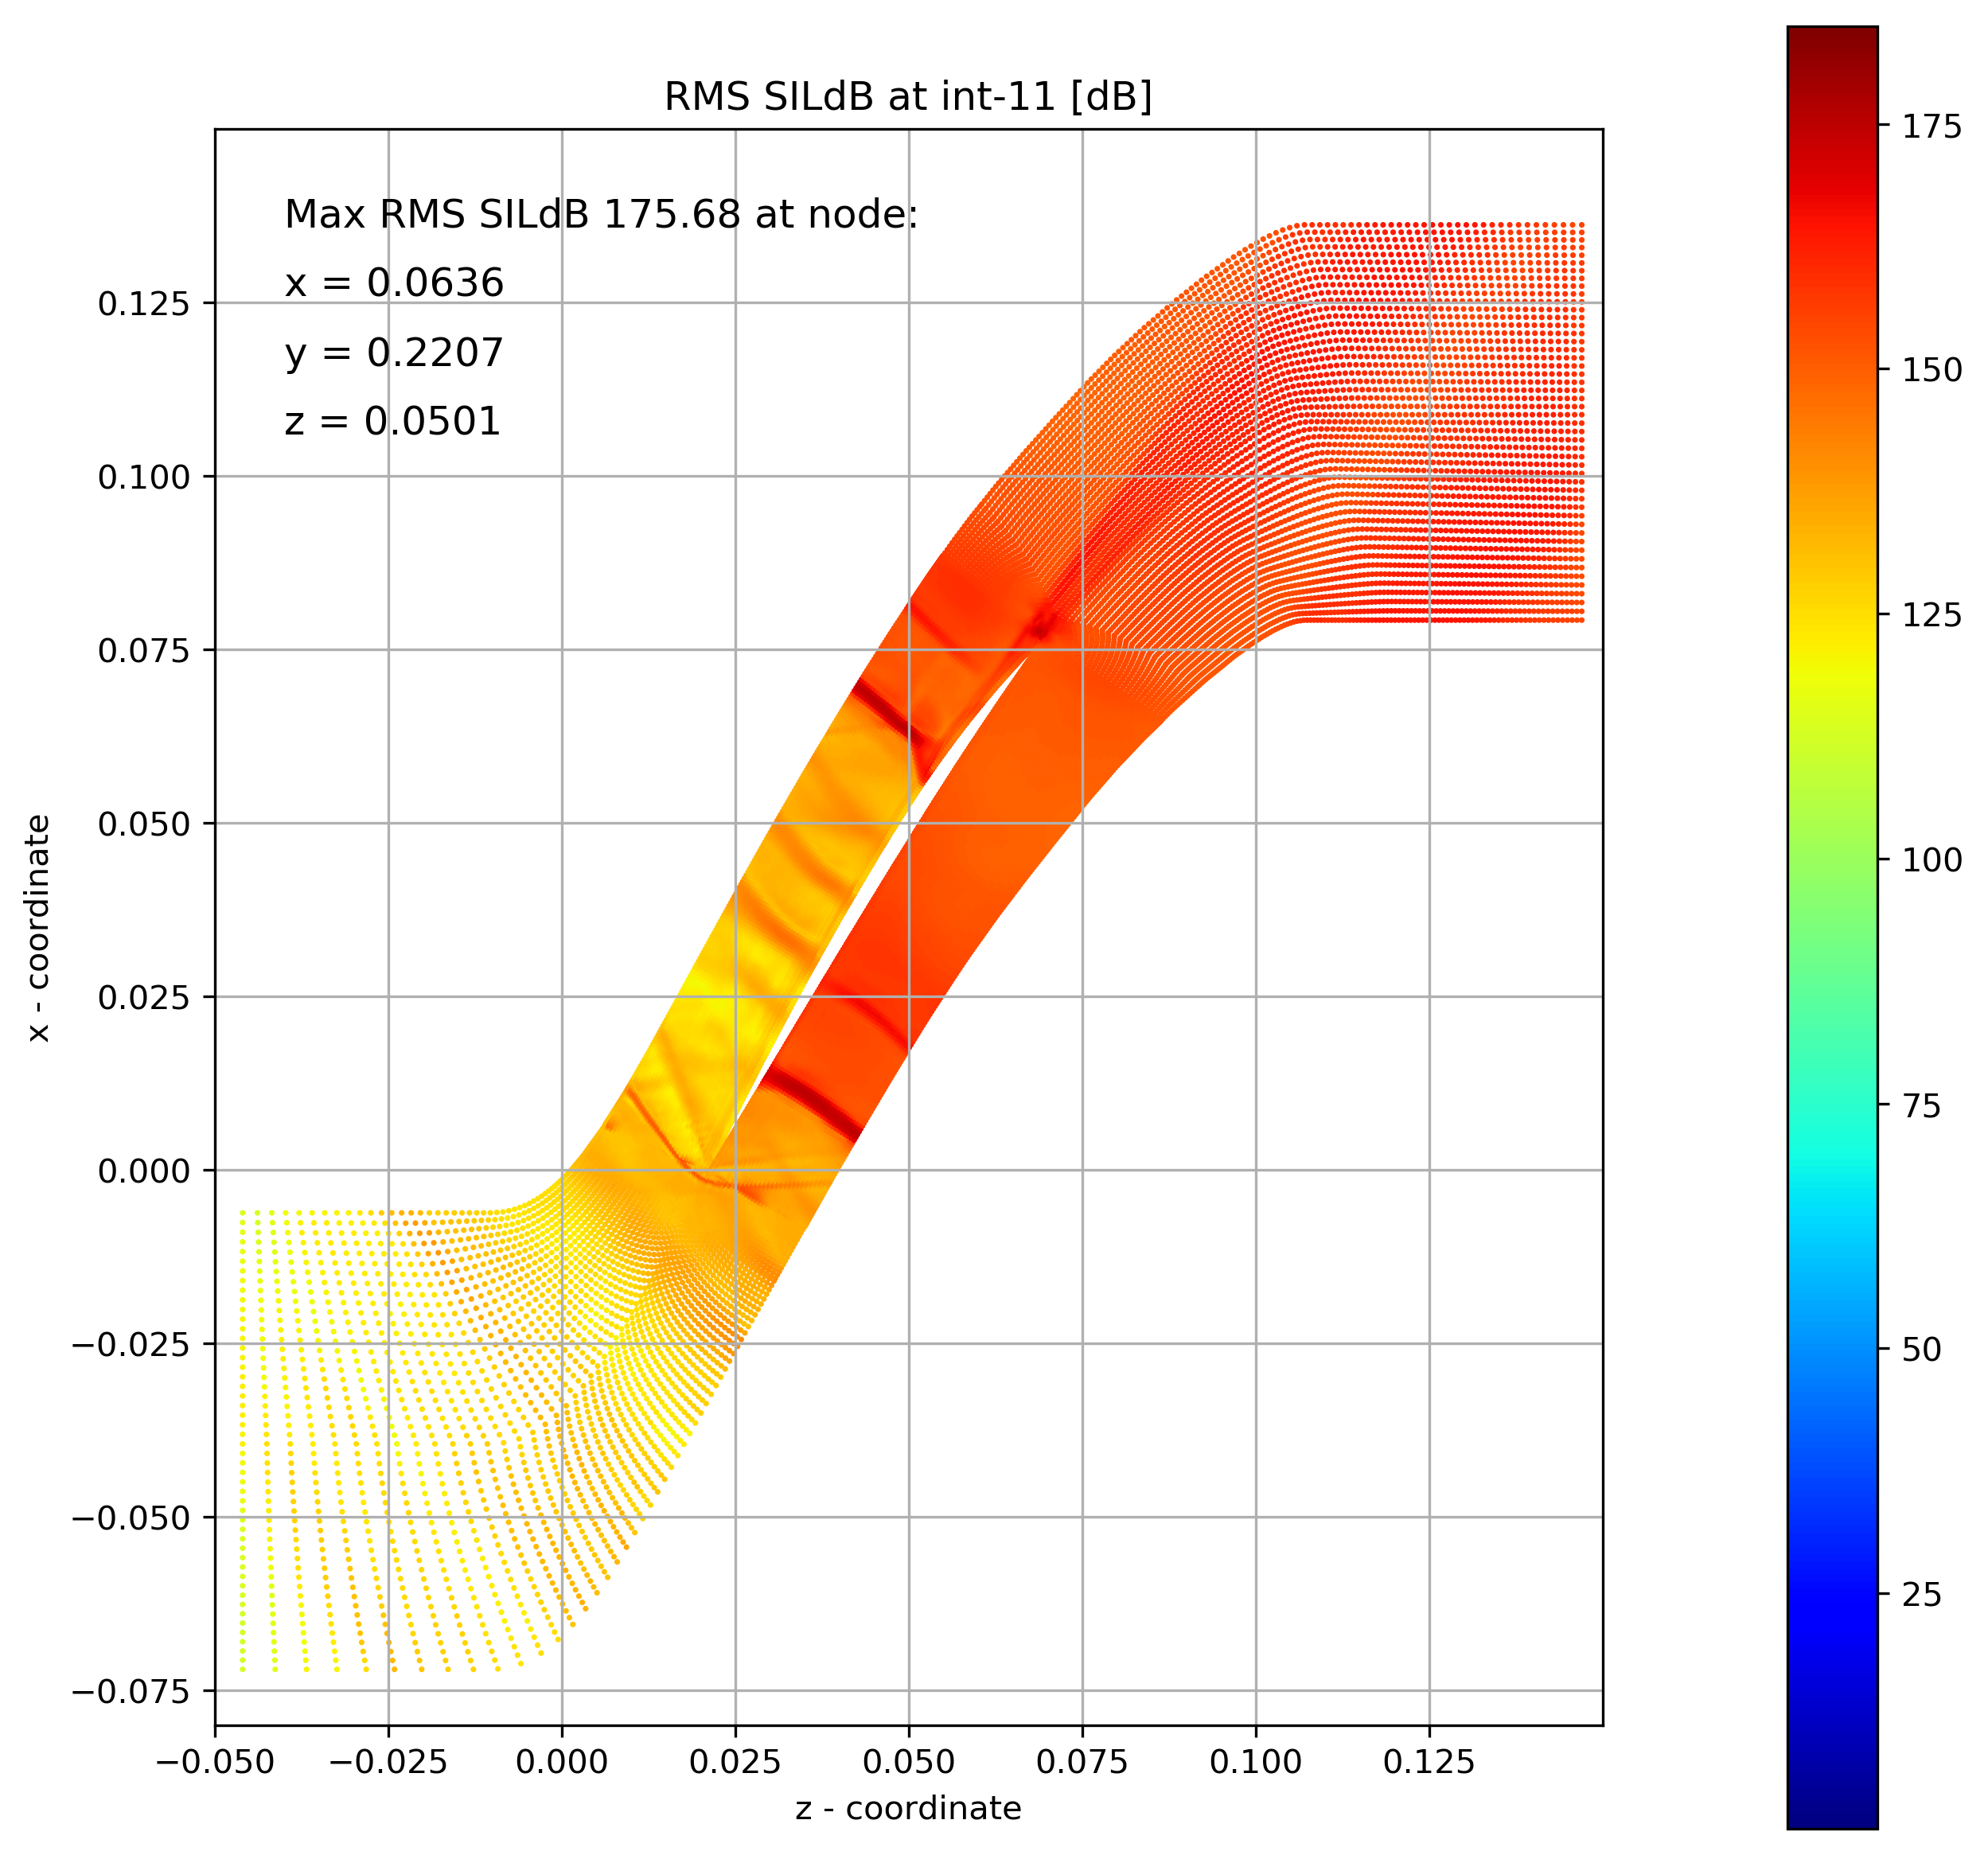 RMS SILdB at int-11 [dB]
Max RMS SILdB 175.68 at node:
x = 0.0636
y = 0.2207
z = 0.0501
x - coordinate
0.125
0.100
0.075
0.050
0.025
0.000
−0.025
−0.050
−0.075
−0.050 −0.025 0.000 0.025 0.050 0.075 0.100 0.125
z - coordinate
175
150
125
100
75
50
25